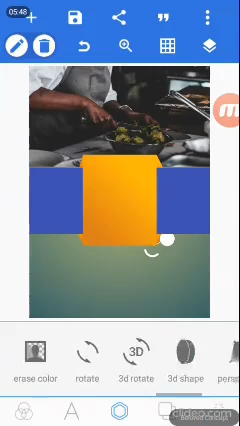 05:48
3D
erase color
rotate
3d rotate
3d shape
persp
A
clideo.com